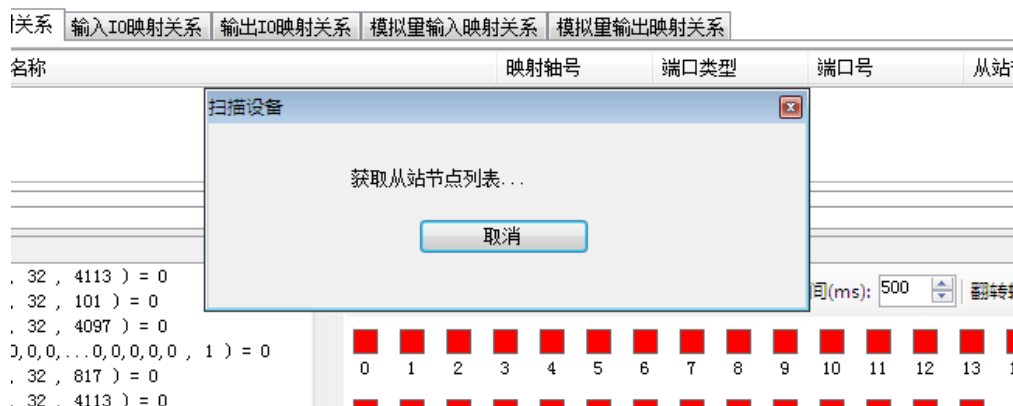 射关系 输入IO映射关系 输出IO映射关系 模拟量输入映射关系 模拟量输出映射关系
名称 映射轴号 端口类型 端口号 从站
扫描设备
获取从站节点列表...
取消
, 32 , 4113 ) = 0
, 32 , 101 ) = 0
间(ms): 500 翻转
, 32 , 4097 ) = 0
0,0,0,...0,0,0,0,0 , 1 ) = 0
0 1 2 3 4 5 6 7 8 9 10 11 12 13
, 32 , 817 ) = 0
, 32 , 4113 ) = 0